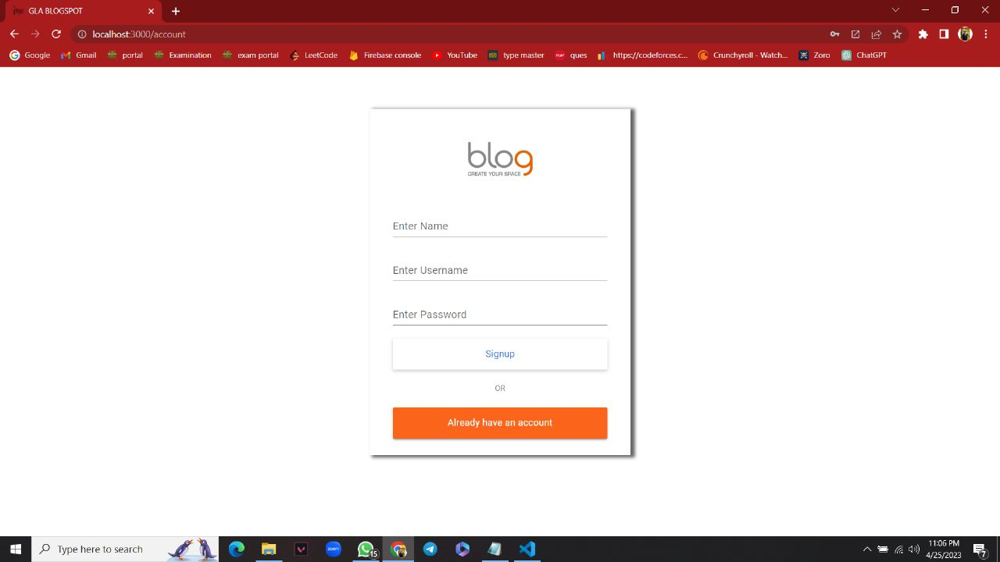 GLA BLOGSPOT
localhost:3000/account
Google Gmail portal Examination exam portal LeetCode Firebase console YouTube type master ques https://codeforces.c... Crunchyroll - Watch... Zoro ChatGPT
blog
CREATE YOUR SPACE
Enter Name
Enter Username
Enter Password
Signup
OR
Already have an account
Type here to search
zoom
15
11:06 PM
4/25/2023
7